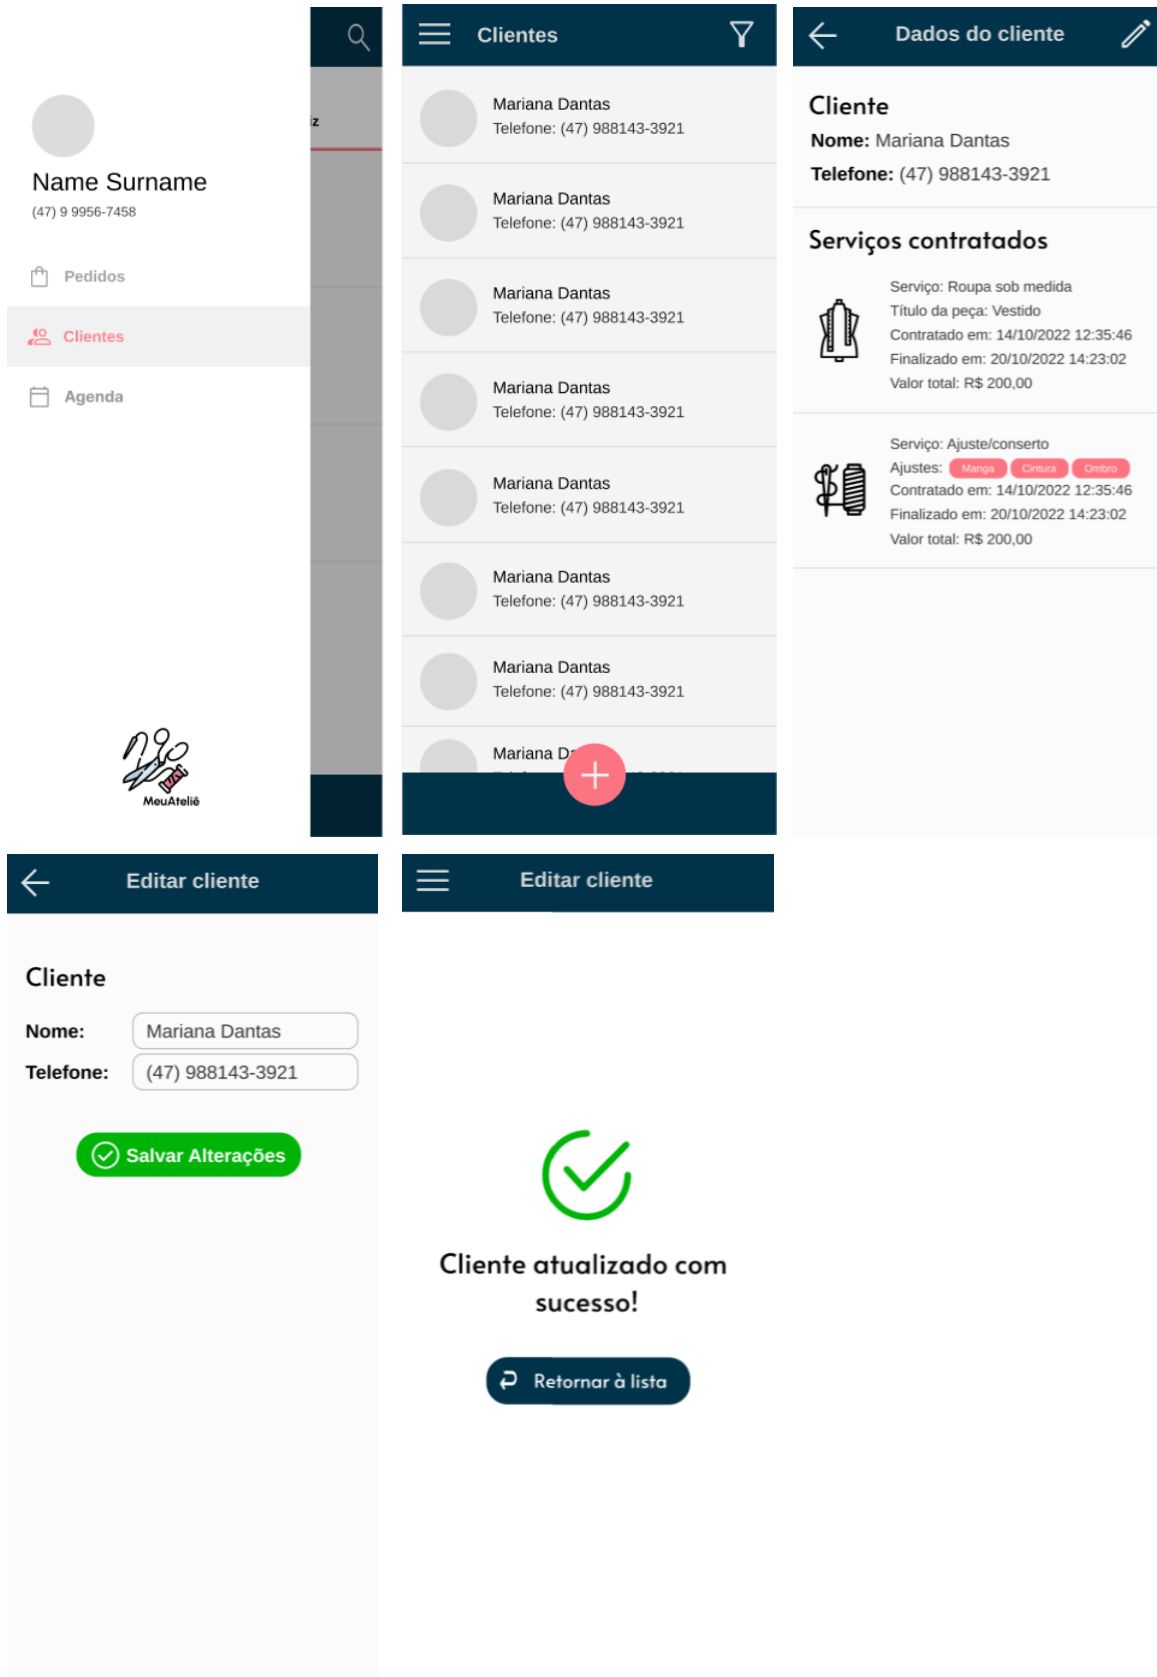 iz
Name Surname
(47) 9 9956-7458
Pedidos
Clientes
Agenda
MeuAteliê
Clientes
Mariana Dantas
Telefone: (47) 988143-3921
Mariana Dantas
Telefone: (47) 988143-3921
Mariana Dantas
Telefone: (47) 988143-3921
Mariana Dantas
Telefone: (47) 988143-3921
Mariana Dantas
Telefone: (47) 988143-3921
Mariana Dantas
Telefone: (47) 988143-3921
Mariana Dantas
Telefone: (47) 988143-3921
Mariana D
Dados do cliente
Cliente
Nome: Mariana Dantas
Telefone: (47) 988143-3921
Serviços contratados
Serviço: Roupa sob medida
Título da peça: Vestido
Contratado em: 14/10/2022 12:35:46
Finalizado em: 20/10/2022 14:23:02
Valor total: R$ 200,00
Serviço: Ajuste/conserto
Ajustes: Manga Cintura Ombro
Contratado em: 14/10/2022 12:35:46
Finalizado em: 20/10/2022 14:23:02
Valor total: R$ 200,00
Editar cliente
Cliente
Nome: Mariana Dantas
Telefone: (47) 988143-3921
Salvar Alterações
Editar cliente
Cliente atualizado com
sucesso!
Retornar à lista